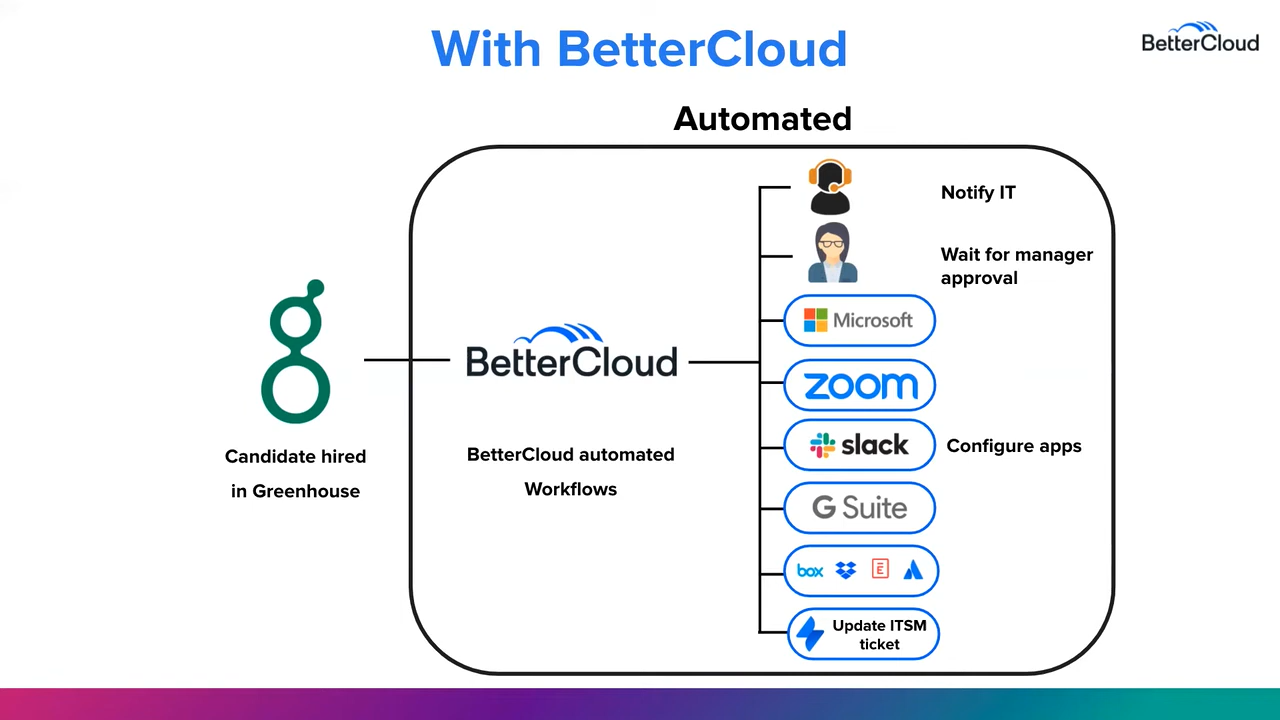 With BetterCloud
BetterCloud
Automated
Notify IT
Wait for manager
approval
Microsoft
zoom
slack
Configure apps
G Suite
box
E
Update ITSM
ticket
BetterCloud
BetterCloud automated
Workflows
g
Candidate hired
in Greenhouse